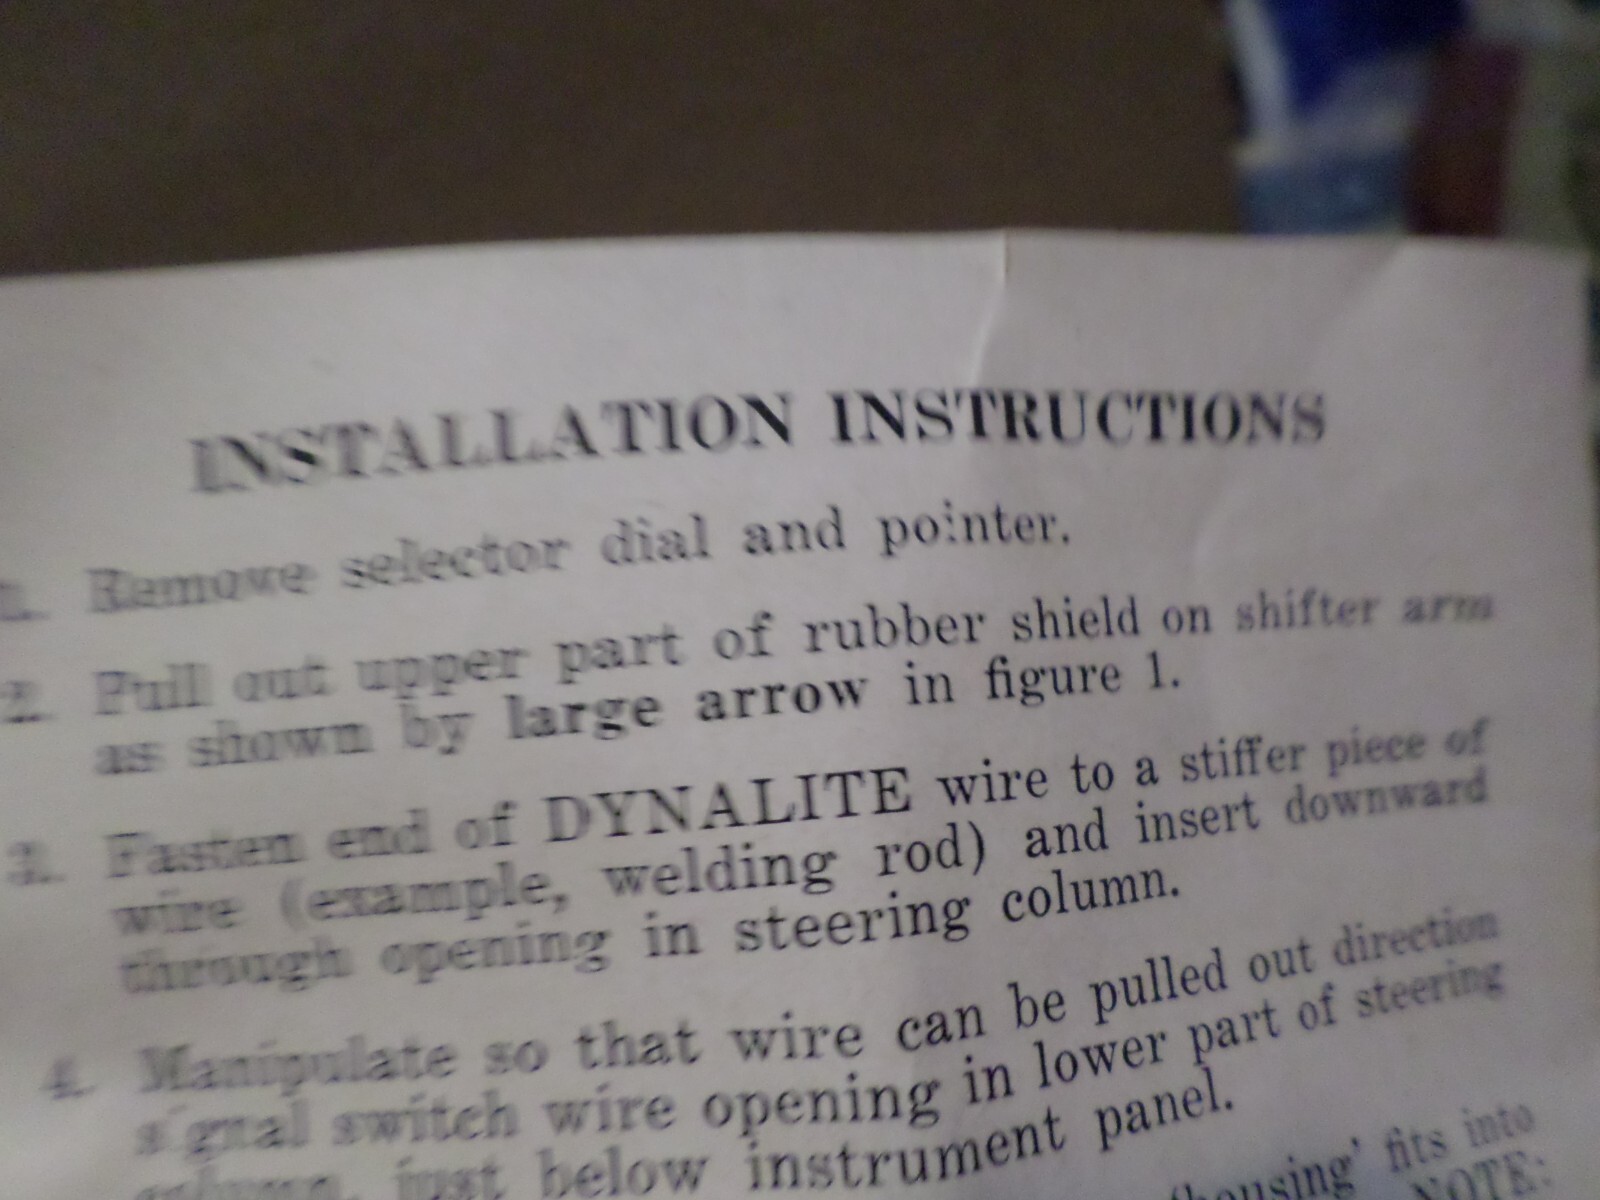 INSTALLATION INSTRUCTIONS
1. Remove selector dial and pointer.
2. Pull out upper part of rubber shield on shifter arm
as shown by large arrow in figure 1.
3. Fasten end of DYNALITE wire to a stiffer piece of
wire (example, welding rod) and insert downward
through opening in steering column.
4. Manipulate so that wire can be pulled out direction
signal switch wire opening in lower part of steering
column, just below instrument panel.
housing' fits into
NOTE: